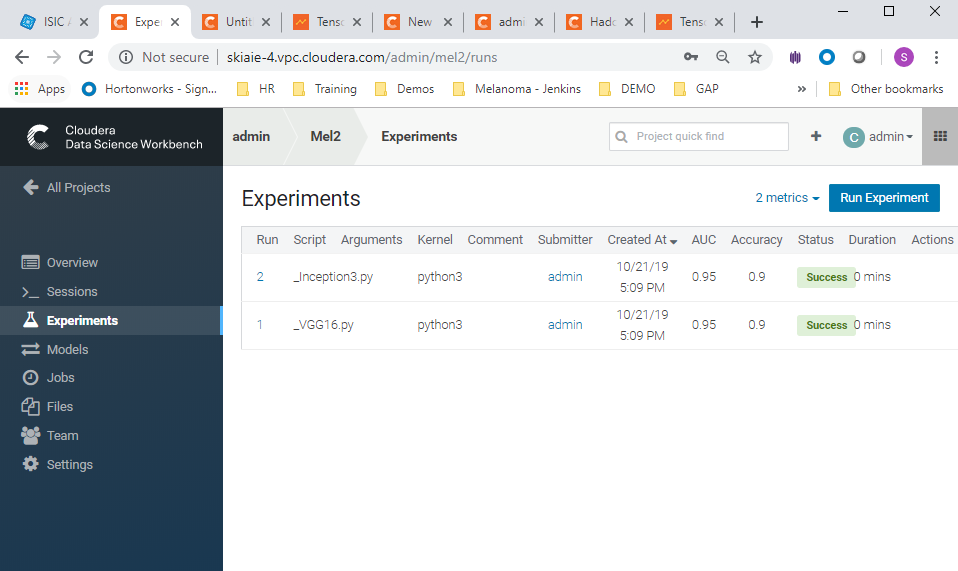 ISIC A
Exper
Untit
Tenso
New
admi
Hado
Tenso
Not secure
skiaie-4.vpc.cloudera.com/admin/mel2/runs
S
Apps
Hortonworks - Sign...
HR
Training
Demos
Melanoma - Jenkins
DEMO
GAP
»
Other bookmarks
Cloudera
Data Science Workbench
admin
Mel2
Experiments
Project quick find
C
admin
All Projects
Overview
Sessions
Experiments
Models
Jobs
Files
Team
Settings
Experiments
2 metrics
Run Experiment
Run Script Arguments Kernel Comment Submitter Created At AUC Accuracy Status Duration Actions
2 _Inception3.py python3 admin 10/21/19 5:09 PM 0.95 0.9 Success 0 mins
1 _VGG16.py python3 admin 10/21/19 5:09 PM 0.95 0.9 Success 0 mins